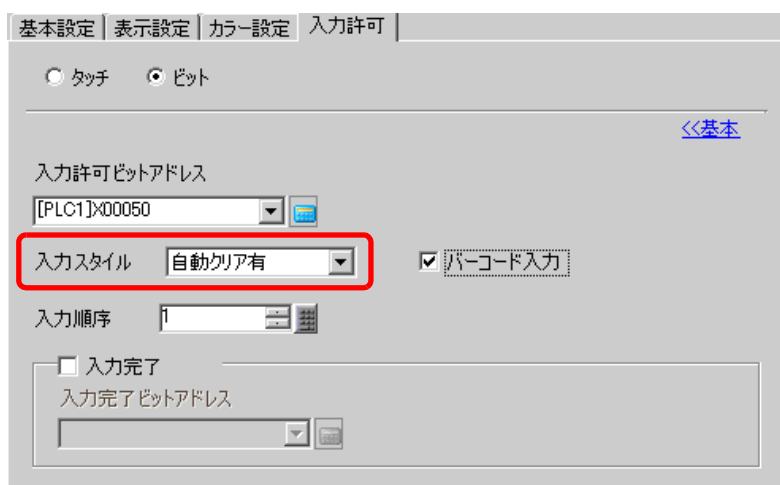 基本設定 表示設定 カラー設定 入力許可
タッチ ビット
<<基本
入力許可ビットアドレス
[PLC1]X00050
入力スタイル 自動クリア有 バーコード入力
入力順序 1
入力完了
入力完了ビットアドレス